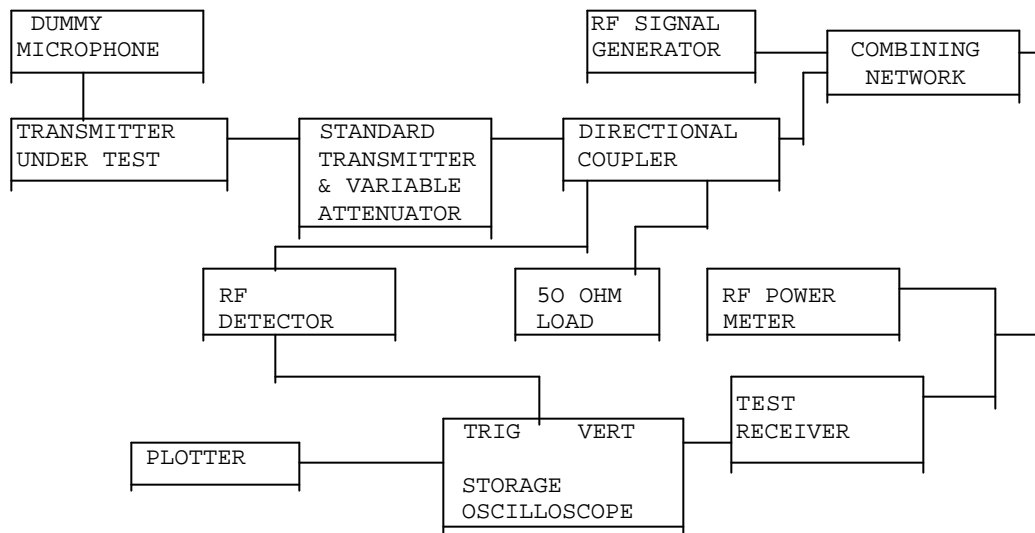 DUMMY
MICROPHONE
RF SIGNAL
GENERATOR
COMBINING
NETWORK
TRANSMITTER
UNDER TEST
STANDARD
TRANSMITTER
& VARIABLE
ATTENUATOR
DIRECTIONAL
COUPLER
RF
DETECTOR
50 OHM
LOAD
RF POWER
METER
TEST
RECEIVER
PLOTTER
TRIG VERT
STORAGE
OSCILLOSCOPE